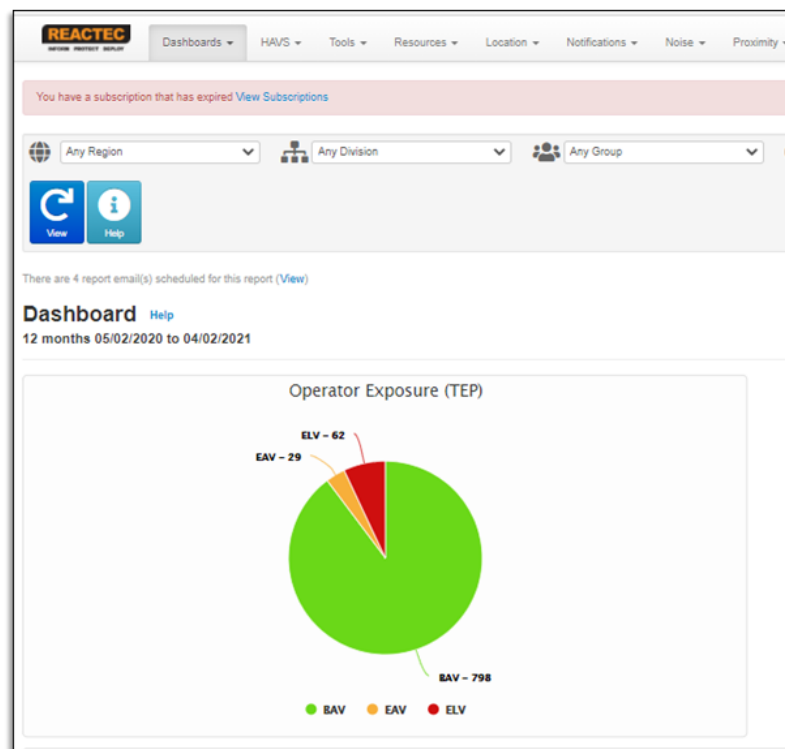 REACTEC
INFORM PROTECT DEPLOY
Dashboards HAVS Tools Resources Location Notifications Noise Proximity
You have a subscription that has expired View Subscriptions
Any Region Any Division Any Group
View Help
There are 4 report email(s) scheduled for this report (View)
Dashboard Help
12 months 05/02/2020 to 04/02/2021
Operator Exposure (TEP)
ELV – 62
EAV – 29
BAV – 798
BAV EAV ELV